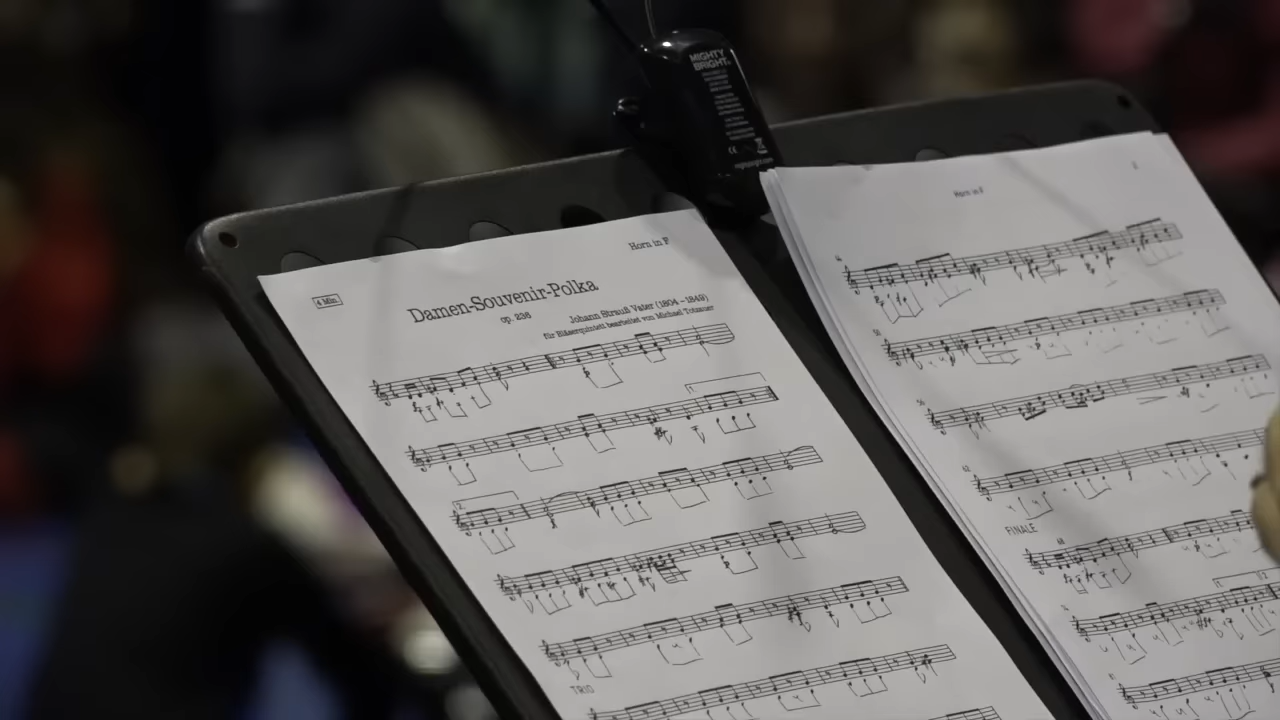 MIGHTY
BRIGHT
Horn in F
4 Min.
Damen-Souvenir-Polka
op. 236
Johann Strauß Vater (1804 – 1849)
für Bläserquintett bearbeitet von Michael
TRIO
Horn in F
FINALE